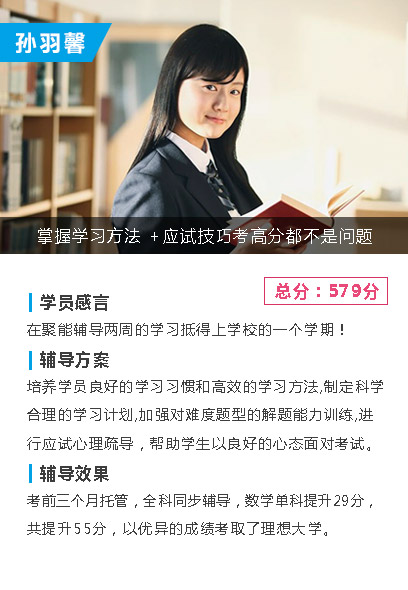 孙羽馨
掌握学习方法 +应试技巧考高分都不是问题
总分：579分
学员感言
在聚能辅导两周的学习抵得上学校的一个学期！
辅导方案
培养学员良好的学习习惯和高效的学习方法,制定科学
合理的学习计划,加强对难度题型的解题能力训练,进
行应试心理疏导，帮助学生以良好的心态面对考试。
辅导效果
考前三个月托管，全科同步辅导，数学单科提升29分，
共提升55分，以优异的成绩考取了理想大学。